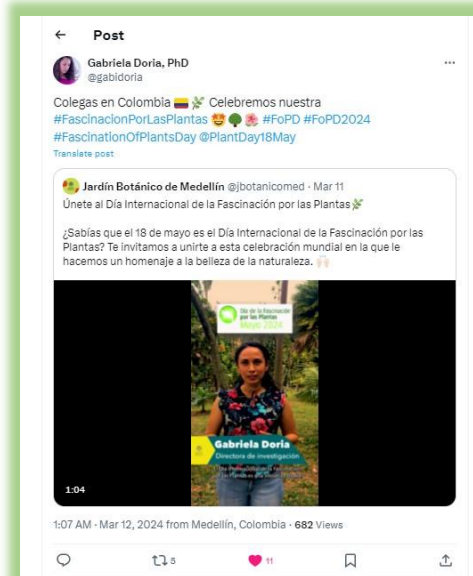 Post
Gabriela Doria, PhD
@gabidoria
Colegas en Colombia 🇨🇴 🌿 Celebremos nuestra
#FascinacionPorLasPlantas 🤩 🌳 🌺 #FoPD #FoPD2024
#FascinationOfPlantsDay @PlantDay18May
Translate post
Jardín Botánico de Medellín @jbotanicomed · Mar 11
Únete al Día Internacional de la Fascinación por las Plantas🌿
¿Sabías que el 18 de mayo es el Día Internacional de la Fascinación por las
Plantas? Te invitamos a unirte a esta celebración mundial en la que le
hacemos un homenaje a la belleza de la naturaleza. 🙌🏻
Día de la Fascinación
por las Plantas
Mayo 2024
Gabriela Doria
Directora de investigación
1:04
1:07 AM · Mar 12, 2024 from Medellín, Colombia · 682 Views
5
11